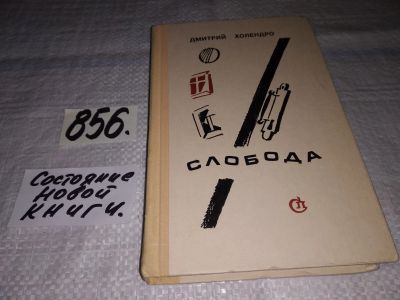 ДМИТРИЙ ХОЛЕНДРО
СЛОБОДА
856.
Состояние
новой
книги.